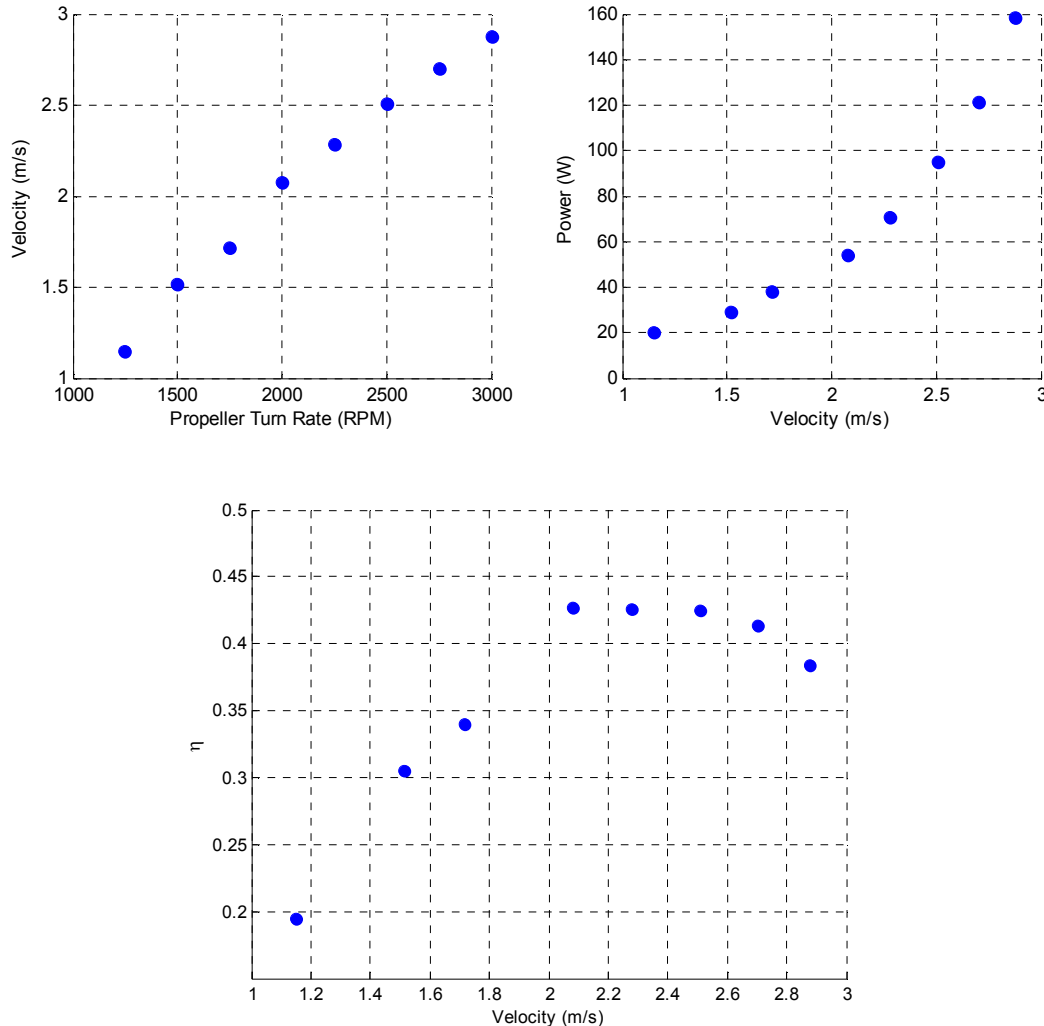 3
2.5
2
1.5
1
Velocity (m/s)
1000 1500 2000 2500 3000
Propeller Turn Rate (RPM)
160
140
120
100
80
60
40
20
0
Power (W)
1 1.5 2 2.5 3
Velocity (m/s)
0.5
0.45
0.4
0.35
0.3
0.25
0.2
η
1 1.2 1.4 1.6 1.8 2 2.2 2.4 2.6 2.8 3
Velocity (m/s)